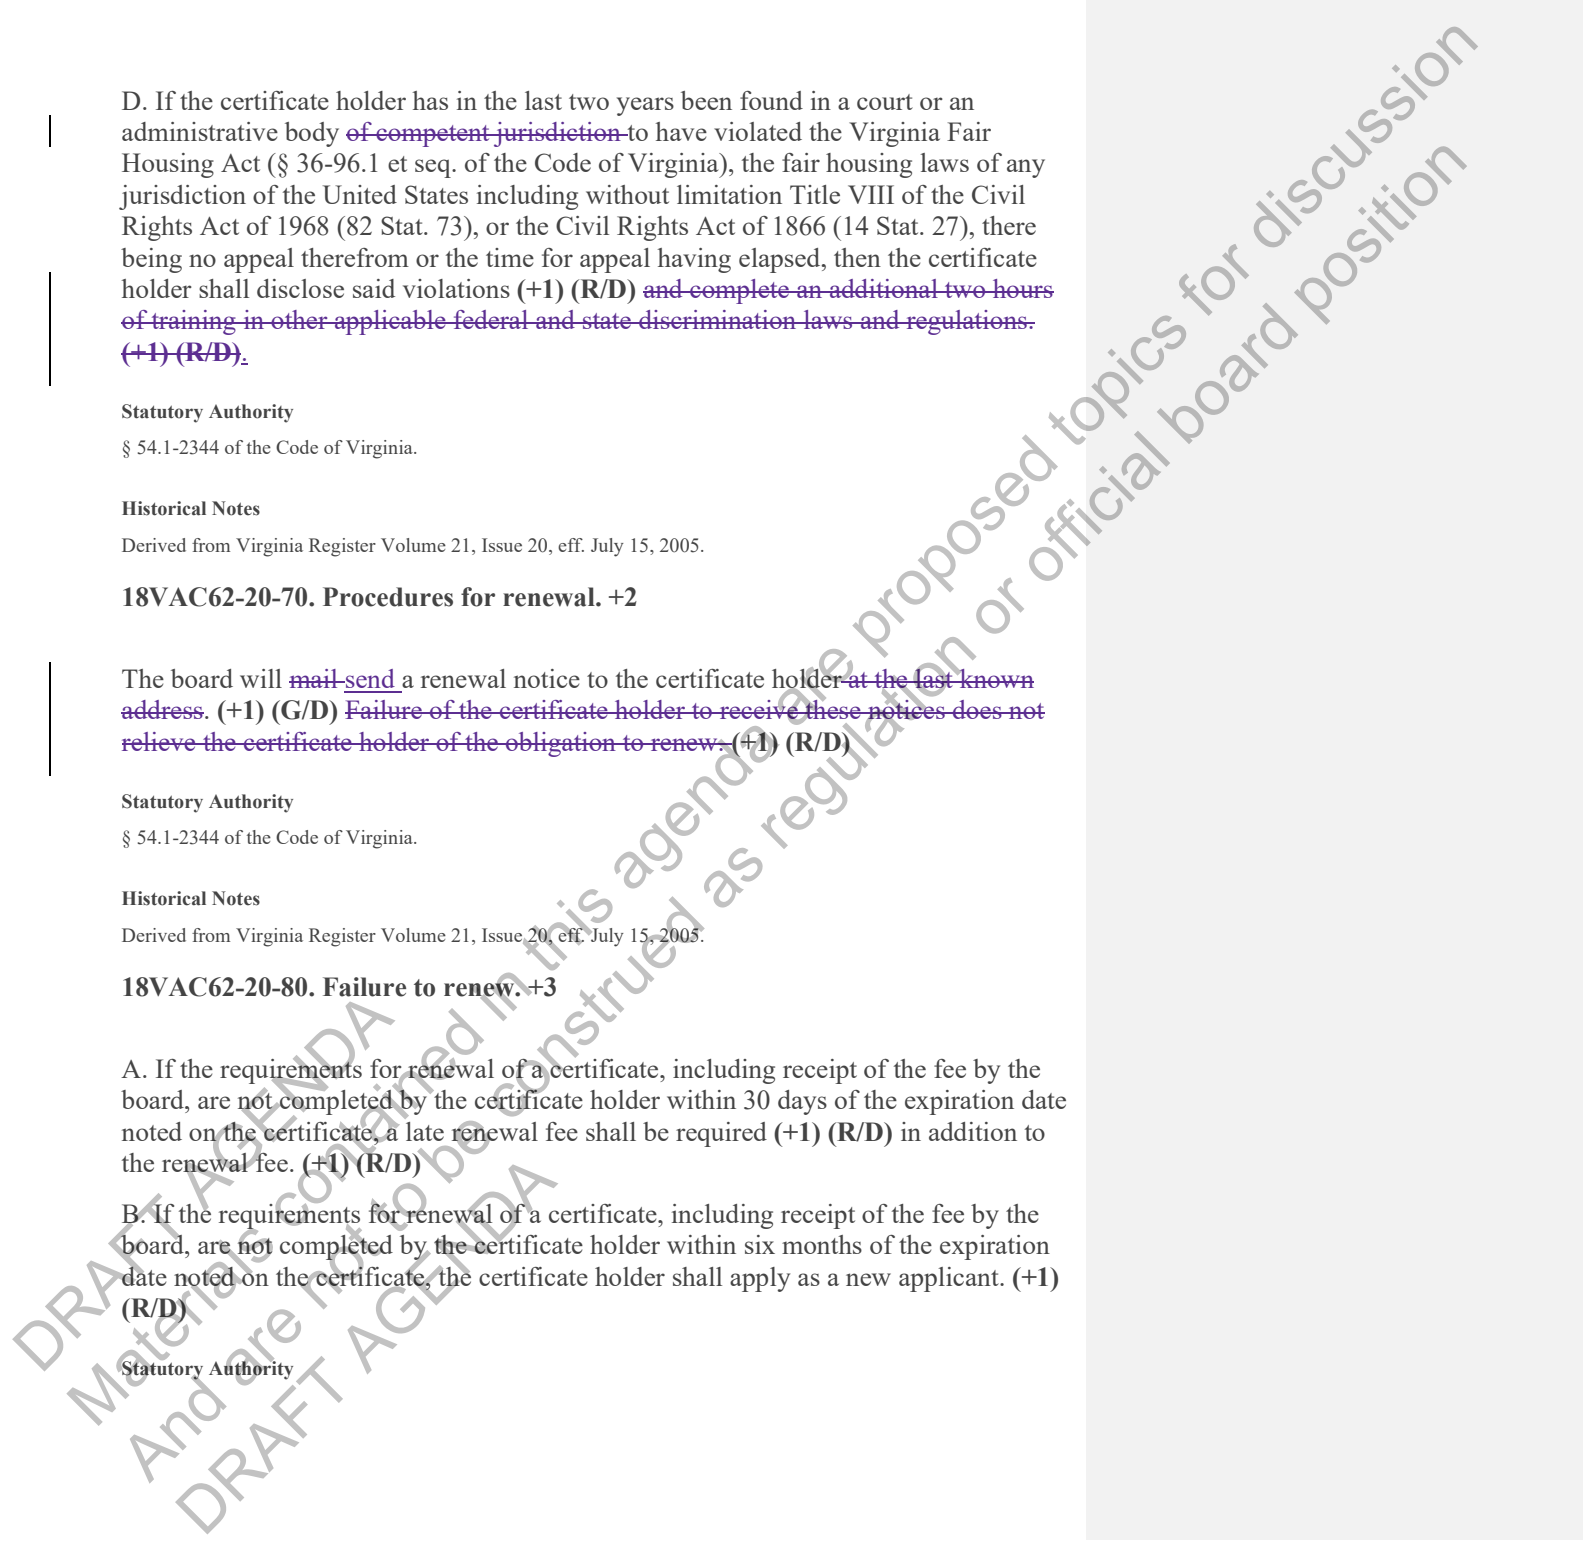 D. If the certificate holder has in the last two years been found in a court or an
administrative body of competent jurisdiction to have violated the Virginia Fair
Housing Act (§ 36-96.1 et seq. of the Code of Virginia), the fair housing laws of any
jurisdiction of the United States including without limitation Title VIII of the Civil
Rights Act of 1968 (82 Stat. 73), or the Civil Rights Act of 1866 (14 Stat. 27), there
being no appeal therefrom or the time for appeal having elapsed, then the certificate
holder shall disclose said violations (+1) (R/D) and complete an additional two hours
of training in other applicable federal and state discrimination laws and regulations.
(+1) (R/D).
Statutory Authority
§ 54.1-2344 of the Code of Virginia.
Historical Notes
Derived from Virginia Register Volume 21, Issue 20, eff. July 15, 2005.
18VAC62-20-70. Procedures for renewal. +2
The board will mail send a renewal notice to the certificate holder at the last known
address. (+1) (G/D) Failure of the certificate holder to receive these notices does not
relieve the certificate holder of the obligation to renew. (+1) (R/D)
Statutory Authority
§ 54.1-2344 of the Code of Virginia.
Historical Notes
Derived from Virginia Register Volume 21, Issue 20, eff. July 15, 2005.
18VAC62-20-80. Failure to renew. +3
A. If the requirements for renewal of a certificate, including receipt of the fee by the
board, are not completed by the certificate holder within 30 days of the expiration date
noted on the certificate, a late renewal fee shall be required (+1) (R/D) in addition to
the renewal fee. (+1) (R/D)
B. If the requirements for renewal of a certificate, including receipt of the fee by the
board, are not completed by the certificate holder within six months of the expiration
date noted on the certificate, the certificate holder shall apply as a new applicant. (+1)
(R/D)
Statutory Authority
DRAFT AGENDA
Materials contained in this agenda are proposed topics for discussion
And are not to be construed as regulation or official board position
DRAFT AGENDA